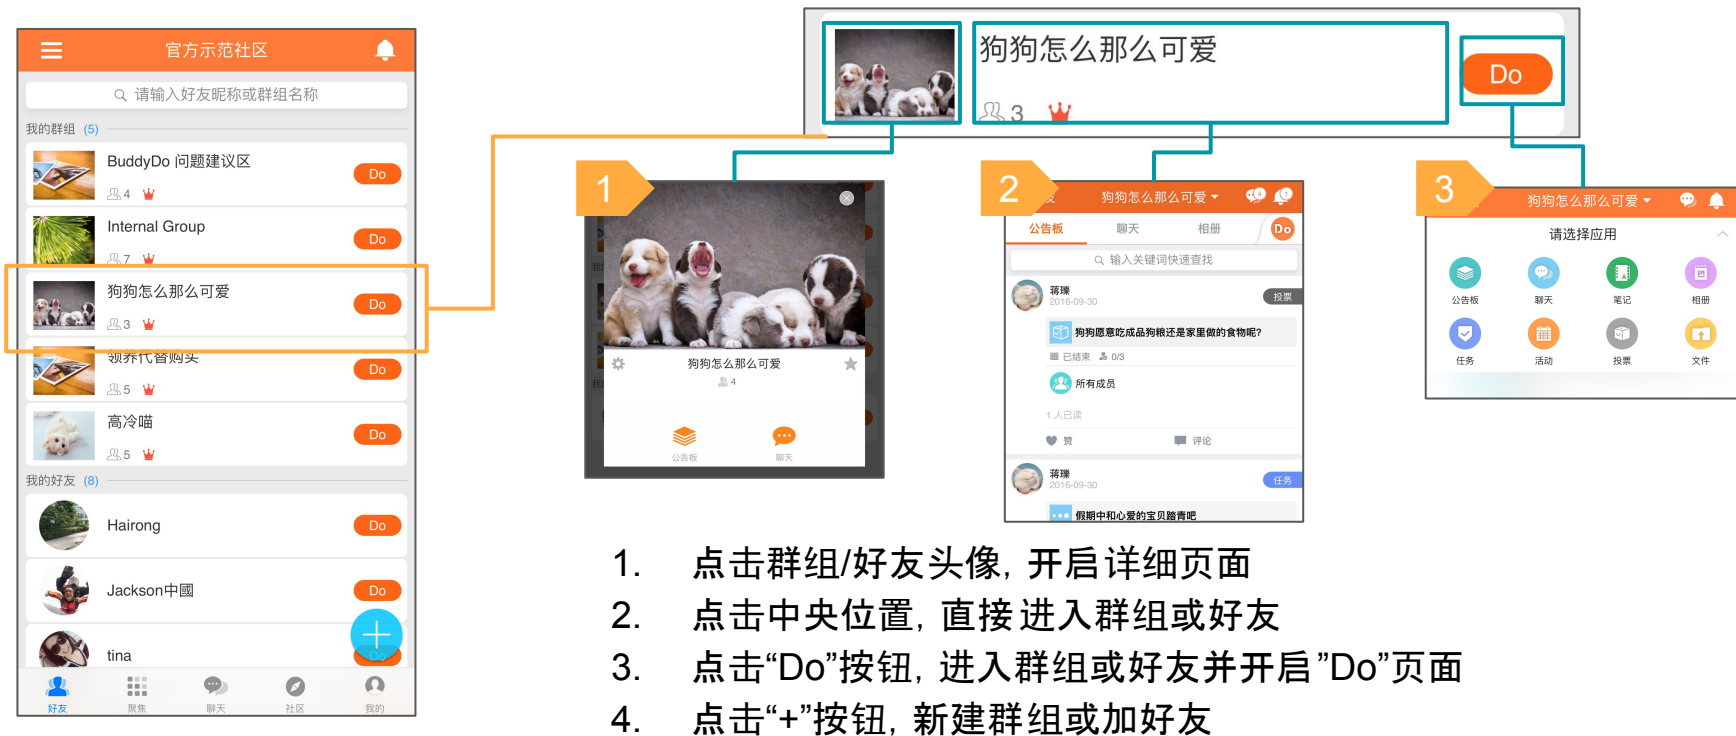 官方示范社区
请输入好友昵称或群组名称
我的群组 (5)
BuddyDo 问题建议区
4
Do
Internal Group
7
Do
狗狗怎么那么可爱
3
Do
领养代替购买
5
Do
高冷喵
5
Do
我的好友 (8)
Hairong
Do
Jackson中國
Do
tina
Do
好友
聚焦
聊天
社区
我的
狗狗怎么那么可爱
3
Do
1
狗狗怎么那么可爱
4
公告板
聊天
2
友
狗狗怎么那么可爱
4
1
公告板
聊天
相册
Do
输入关键词快速查找
蒋瑧
2016-09-30
投票
狗狗愿意吃成品狗粮还是家里做的食物呢?
已结束
0/3
所有成员
1 人已读
赞
评论
蒋瑧
2016-09-30
任务
假期中和心爱的宝贝踏青吧
3
狗狗怎么那么可爱
请选择应用
公告板
聊天
笔记
相册
任务
活动
投票
文件
1. 点击群组/好友头像, 开启详细页面
2. 点击中央位置, 直接进入群组或好友
3. 点击“Do”按钮, 进入群组或好友并开启”Do”页面
4. 点击“+”按钮, 新建群组或加好友